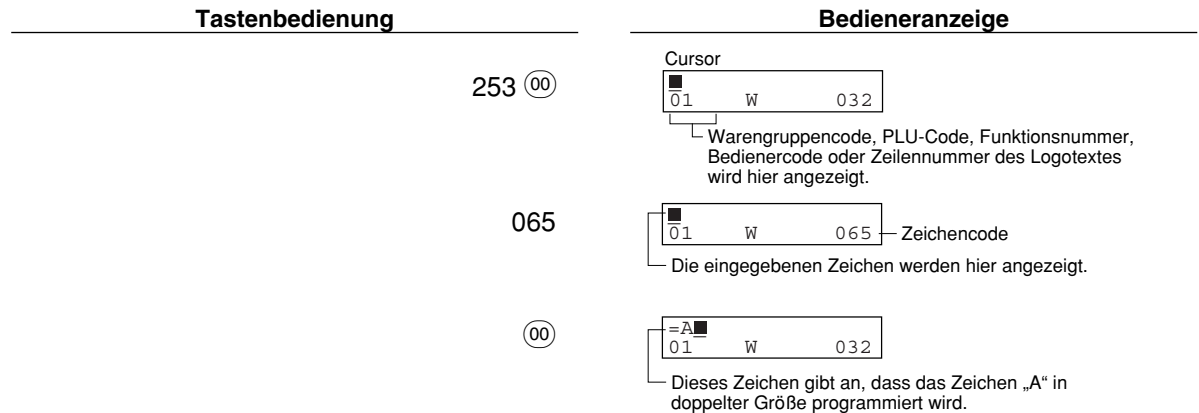 Tastenbedienung
Bedieneranzeige
253 00
Cursor
01 W 032
Warengruppencode, PLU-Code, Funktionsnummer,
Bedienercode oder Zeilennummer des Logotextes
wird hier angezeigt.
065
01 W 065
Zeichencode
Die eingegebenen Zeichen werden hier angezeigt.
00
=A
01 W 032
Dieses Zeichen gibt an, dass das Zeichen „A“ in
doppelter Größe programmiert wird.